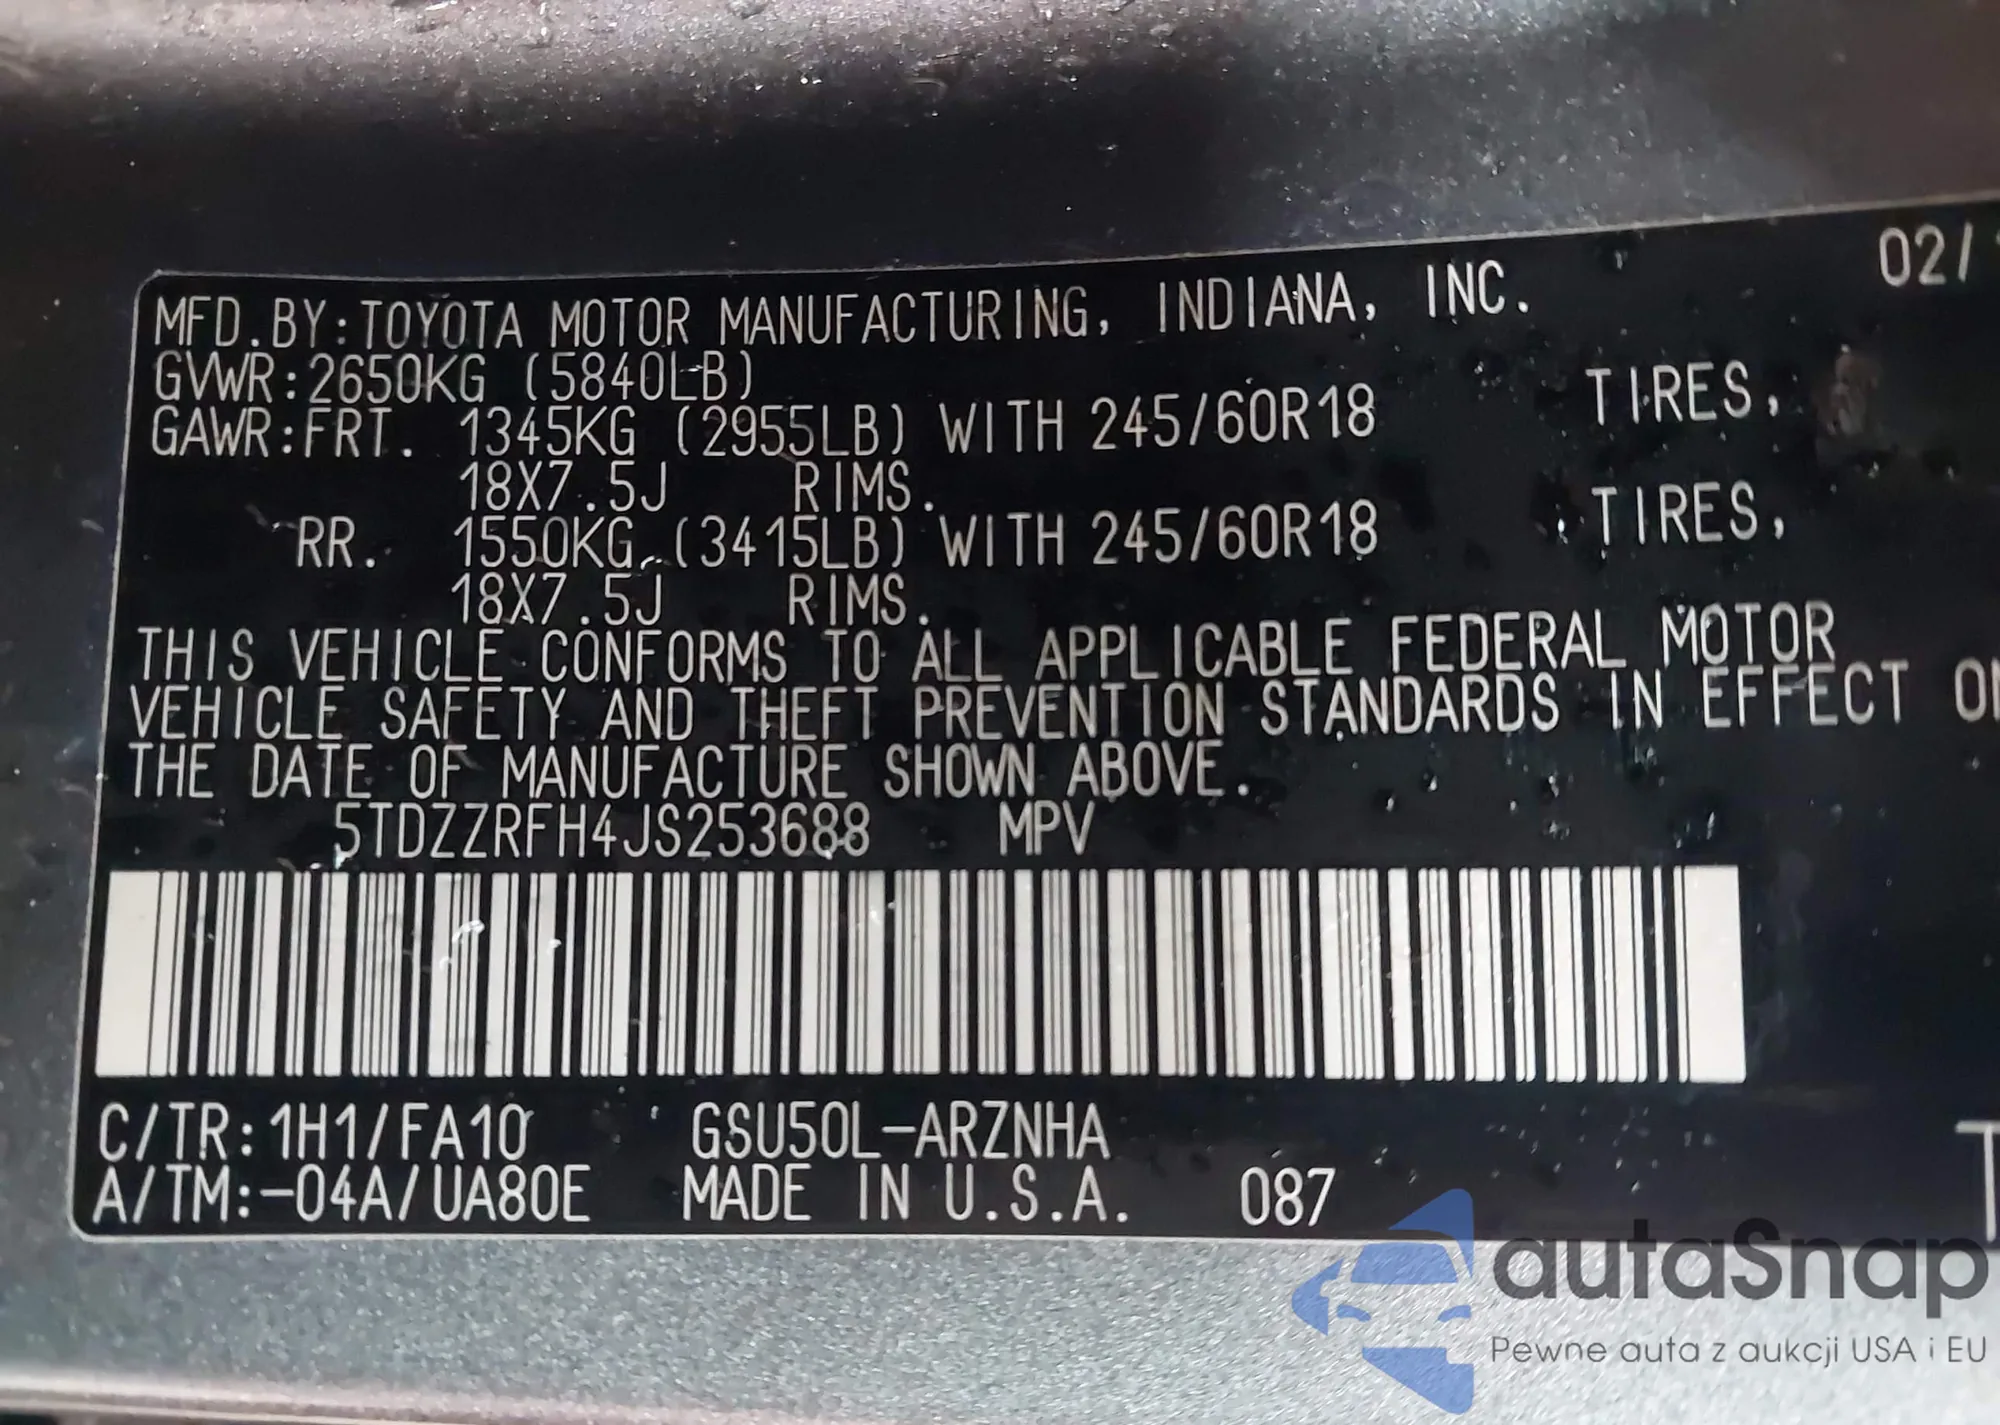 02/
MFD.BY:TOYOTA MOTOR MANUFACTURING, INDIANA, INC.
GVWR:2650KG (5840LB)
GAWR:FRT. 1345KG (2955LB) WITH 245/60R18 TIRES,
18X7.5J RIMS.
RR. 1550KG (3415LB) WITH 245/60R18 TIRES,
18X7.5J RIMS.
THIS VEHICLE CONFORMS TO ALL APPLICABLE FEDERAL MOTOR
VEHICLE SAFETY AND THEFT PREVENTION STANDARDS IN EFFECT ON
THE DATE OF MANUFACTURE SHOWN ABOVE.
5TDZZRFH4JS253688 MPV
C/TR:1H1/FA10 GSU50L-ARZNHA
A/TM:-04A/UA80E MADE IN U.S.A. 087
autaSnap
Pewne auta z aukcji USA i EU